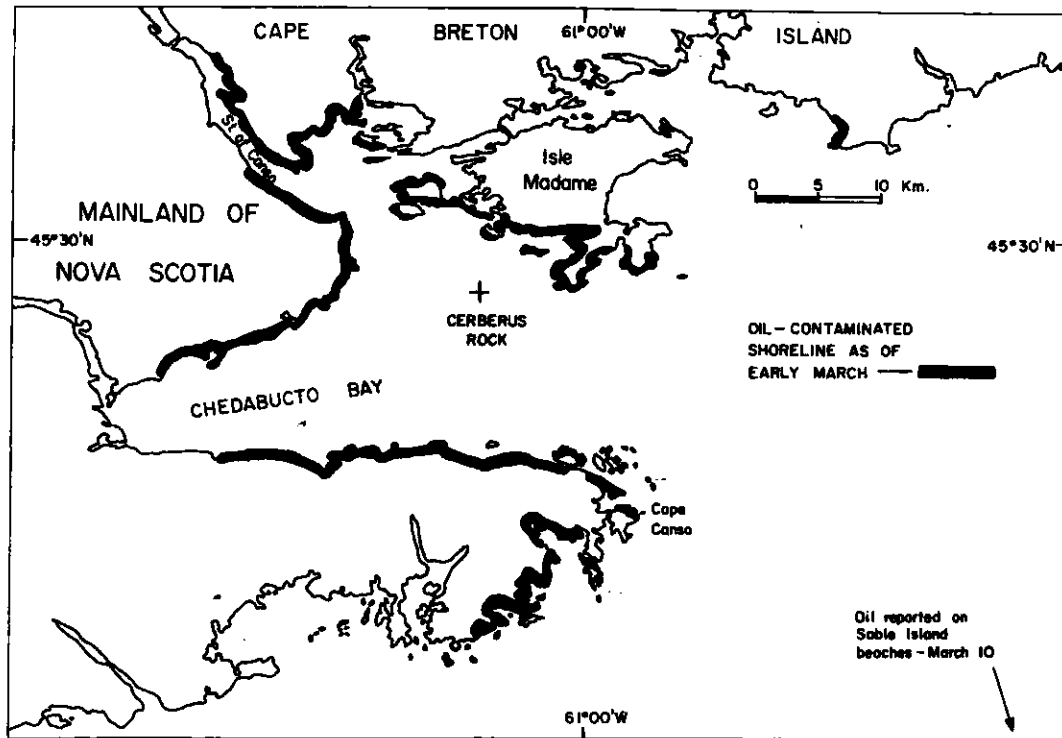 CAPE BRETON ISLAND
61°00'W
St. of Canso
Isle
Madame
0 5 10 Km.
MAINLAND OF
NOVA SCOTIA
45°30'N
45°30'N
CERBERUS
ROCK
OIL-CONTAMINATED
SHORELINE AS OF
EARLY MARCH
CHEDABUCTO BAY
Cape
Canso
Oil reported on
Sable Island
beaches - March 10
61°00'W